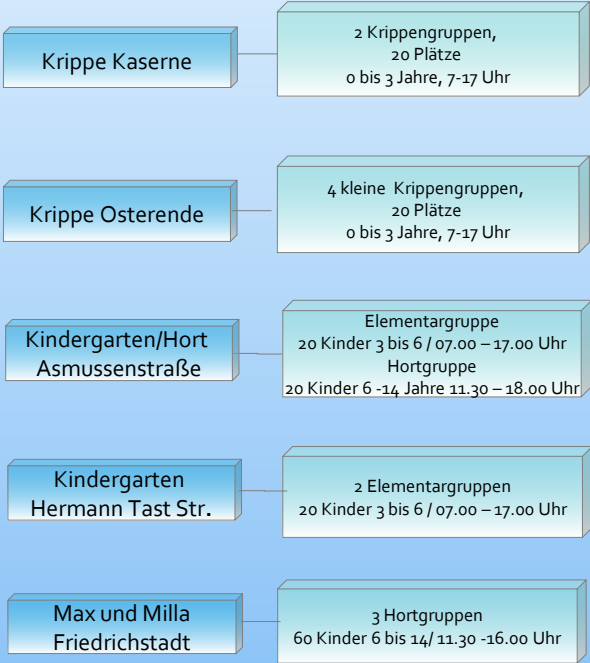 Krippe Kaserne
2 Krippengruppen,
20 Plätze
0 bis 3 Jahre, 7-17 Uhr
Krippe Osterende
4 kleine Krippengruppen,
20 Plätze
0 bis 3 Jahre, 7-17 Uhr
Kindergarten/Hort
Asmussenstraße
Elementargruppe
20 Kinder 3 bis 6 / 07.00 – 17.00 Uhr
Hortgruppe
20 Kinder 6 -14 Jahre 11.30 – 18.00 Uhr
Kindergarten
Hermann Tast Str.
2 Elementargruppen
20 Kinder 3 bis 6 / 07.00 – 17.00 Uhr
Max und Milla
Friedrichstadt
3 Hortgruppen
60 Kinder 6 bis 14/ 11.30 -16.00 Uhr